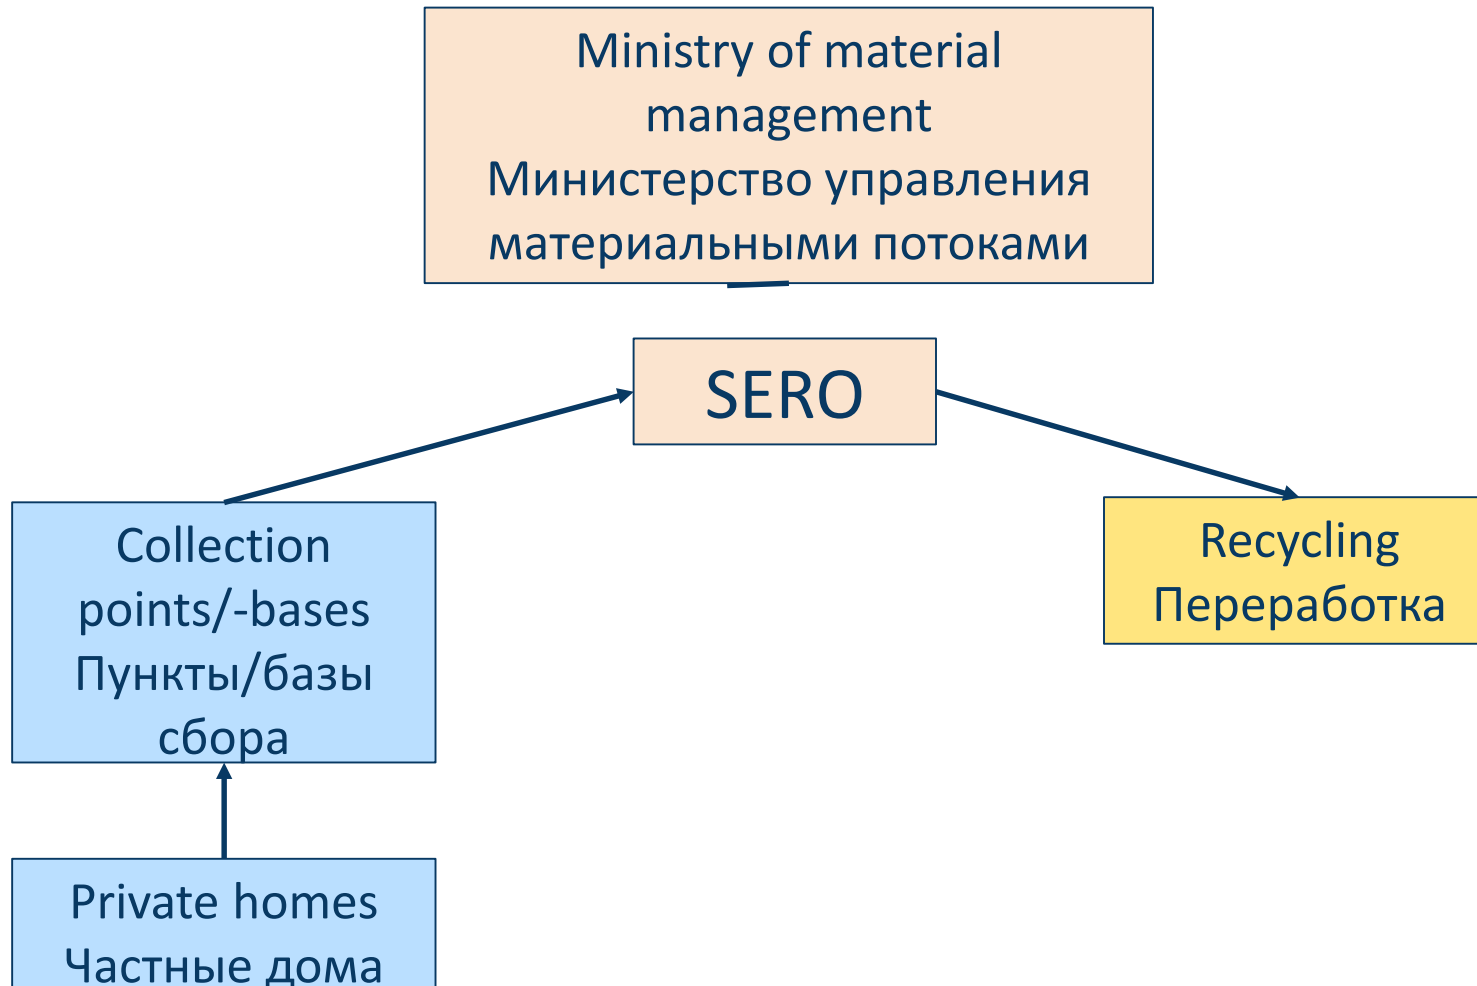 Ministry of material
management
Министерство управления
материальными потоками
SERO
Collection
points/-bases
Пункты/базы
сбора
Recycling
Переработка
Private homes
Частные дома